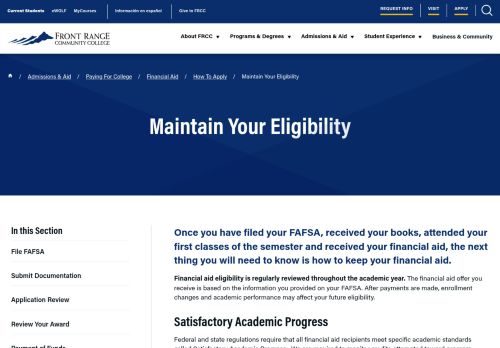 Current Students eWOLF MyCourses Información en español Give to FRCC REQUEST INFO VISIT APPLY
FRONT RANGE
COMMUNITY COLLEGE
About FRCC Programs & Degrees Admissions & Aid Student Experience Business & Community
/ Admissions & Aid / Paying For College / Financial Aid / How To Apply / Maintain Your Eligibility
Maintain Your Eligibility
In this Section
File FAFSA
Submit Documentation
Application Review
Review Your Award
Payment of Funds
Once you have filed your FAFSA, received your books, attended your
first classes of the semester and received your financial aid, the next
thing you will need to know is how to keep your financial aid.
Financial aid eligibility is regularly reviewed throughout the academic year. The financial aid offer you
receive is based on the information you provided on your FAFSA. After payments are made, enrollment
changes and academic performance may affect your future eligibility.
Satisfactory Academic Progress
Federal and state regulations require that all financial aid recipients meet specific academic standards